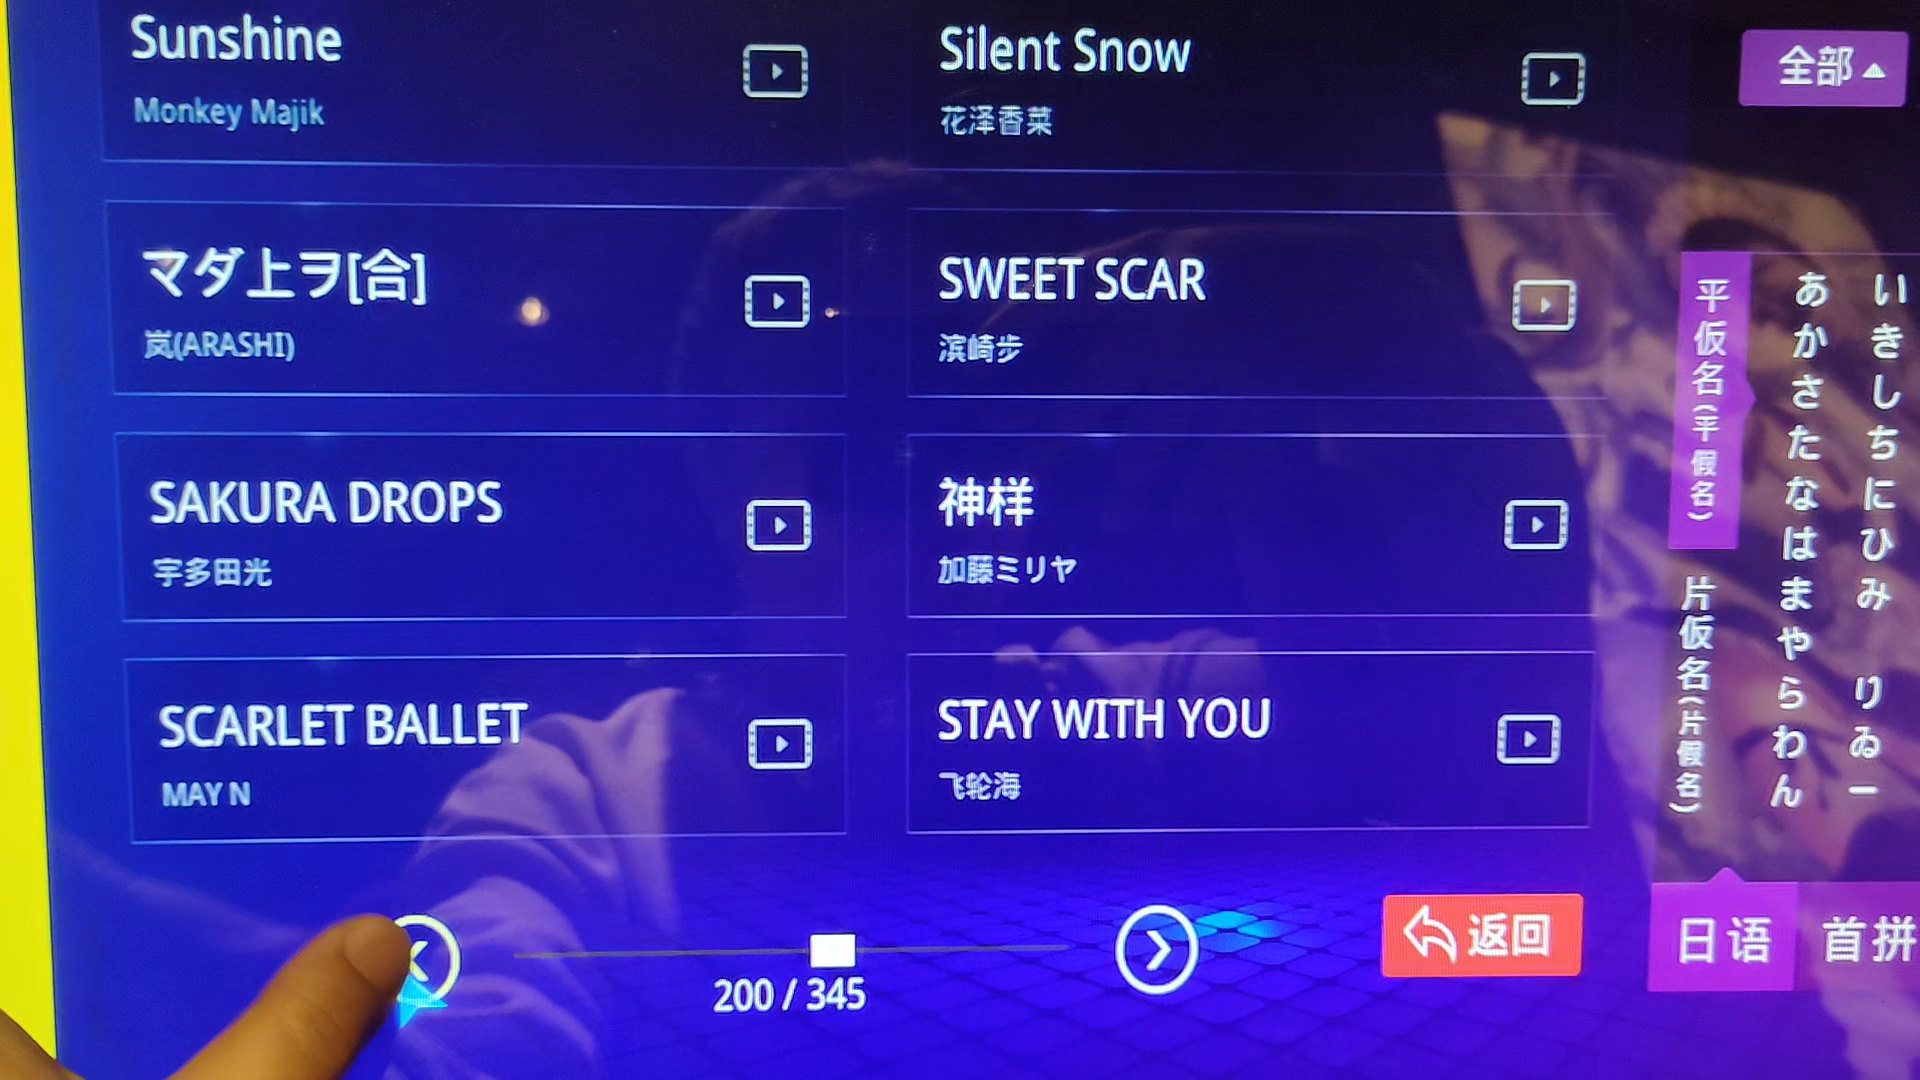 Sunshine
Monkey Majik
Silent Snow
花泽香菜
マダ上ヲ[合]
岚(ARASHI)
SWEET SCAR
滨崎步
SAKURA DROPS
宇多田光
神样
加藤ミリヤ
SCARLET BALLET
MAY N
STAY WITH YOU
飞轮海
200 / 345
返回
全部
平仮名(平假名)
片仮名(片假名)
あかさたなはまやらわん
いきしちにひみ りゐー
日语
首拼